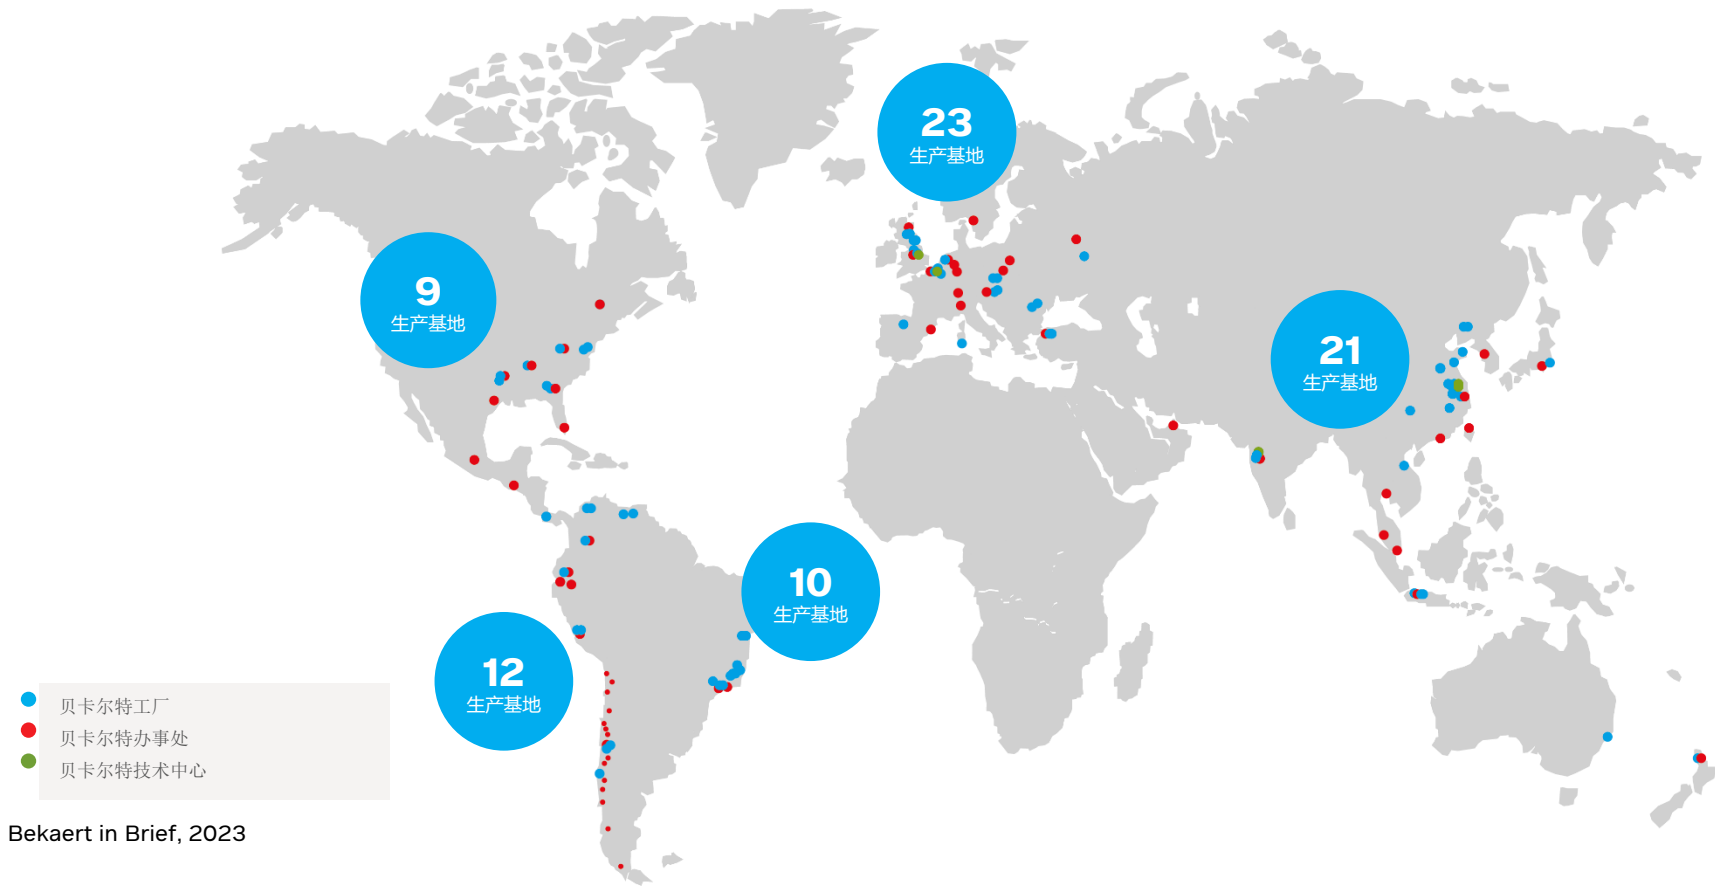 23
生产基地
9
生产基地
21
生产基地
10
生产基地
12
生产基地
贝卡尔特工厂
贝卡尔特办事处
贝卡尔特技术中心
Bekaert in Brief, 2023